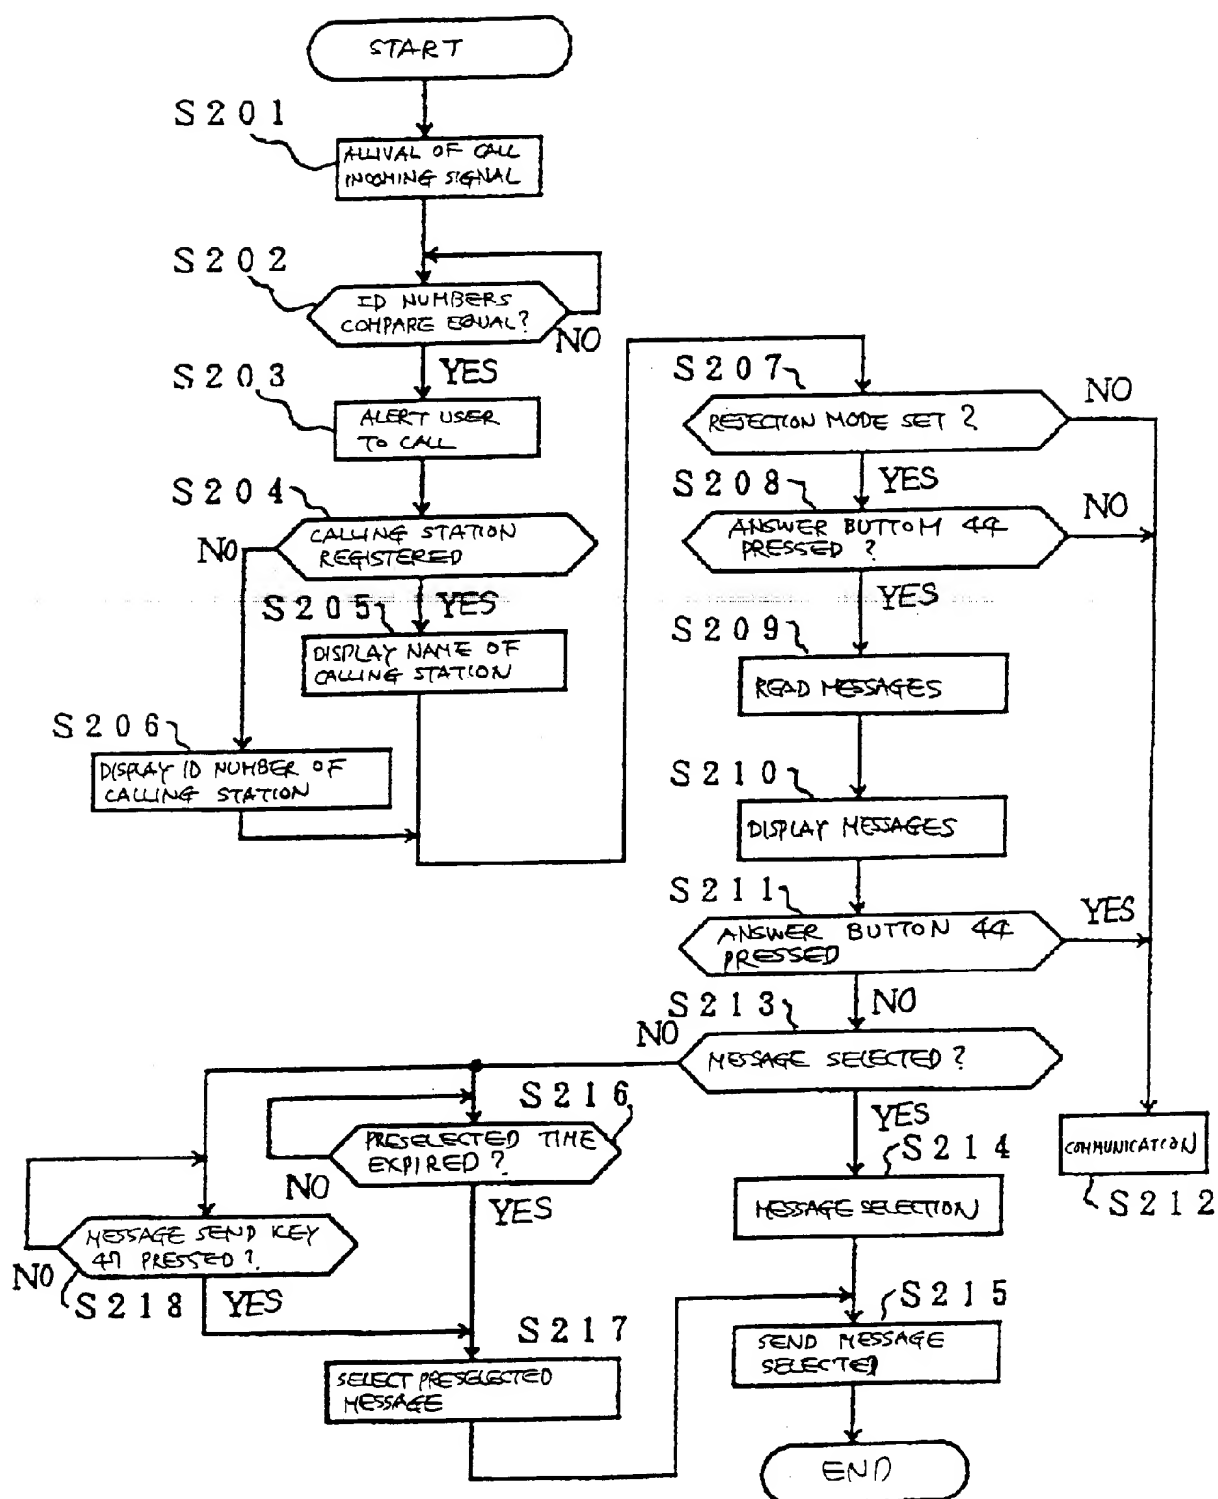 START
S201
ALLIVAL OF CALL
INCOMING SIGNAL
S202
ID NUMBERS
COMPARE EQUAL?
NO
YES
S203
ALERT USER
TO CALL
S204
CALLING STATION
REGISTERED
NO
YES
S205
DISPLAY NAME OF
CALLING STATION
S206
DISPLAY ID NUMBER OF
CALLING STATION
S207
REJECTION MODE SET ?
NO
YES
S208
ANSWER BUTTOM 44
PRESSED ?
NO
YES
S209
READ MESSAGES
S210
DISPLAY MESSAGES
S211
ANSWER BUTTON 44
PRESSED
YES
NO
S213
MESSAGE SELECTED ?
NO
YES
S214
MESSAGE SELECTION
COMMUNICATION
S212
S216
PRESELECTED TIME
EXPIRED ?
NO
YES
MESSAGE SEND KEY
47 PRESSED ?
NO
S218
YES
S217
SELECT PRESELECTED
MESSAGE
S215
SEND MESSAGE
SELECTED
END